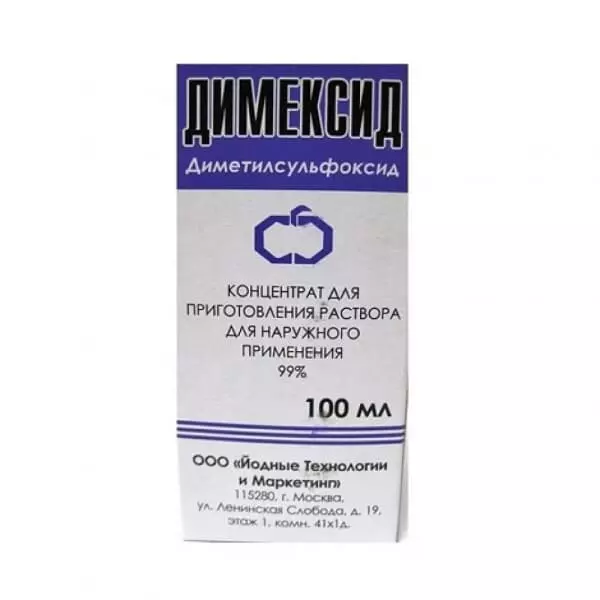 ДИМЕКСИД
Диметилсульфоксид
КОНЦЕНТРАТ ДЛЯ
ПРИГОТОВЛЕНИЯ РАСТВОРА
ДЛЯ НАРУЖНОГО
ПРИМЕНЕНИЯ
99%
100 мл
ООО «Йодные Технологии
и Маркетинг»
115280, г. Москва,
ул. Ленинская Слобода, д. 19,
этаж 1, комн. 41х1д.